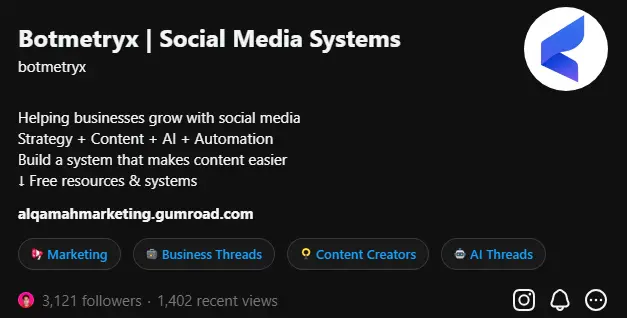 Botmetryx | Social Media Systems
botmetryx
Helping businesses grow with social media
Strategy + Content + AI + Automation
Build a system that makes content easier
↓ Free resources & systems
alqamahmarketing.gumroad.com
Marketing Business Threads Content Creators AI Threads
3,121 followers · 1,402 recent views